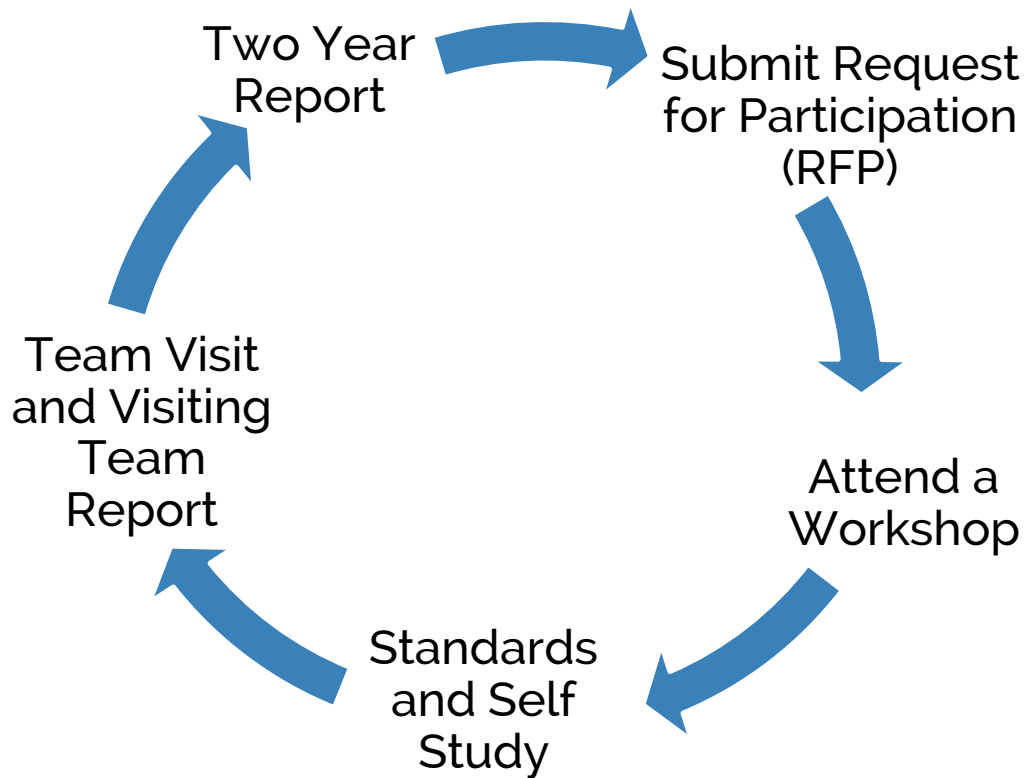 Two Year
Report
Submit Request
for Participation
(RFP)
Attend a
Workshop
Standards
and Self
Study
Team Visit
and Visiting
Team
Report